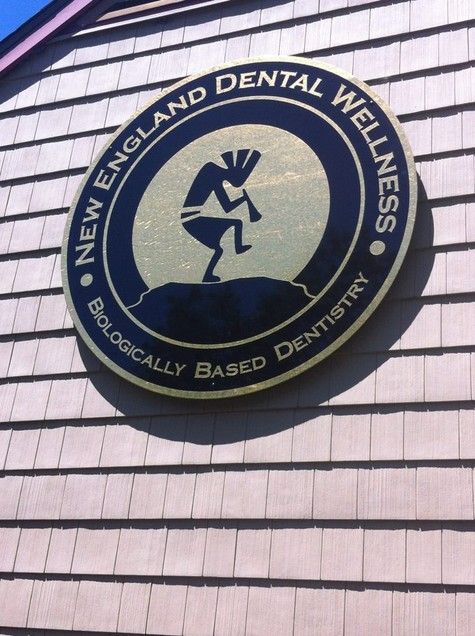 New England Dental Wellness
Biologically Based Dentistry